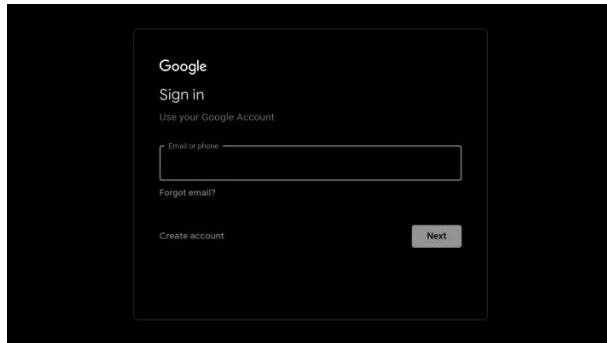 Google
Sign in
Use your Google Account
Email or phone
Forgot email?
Create account
Next